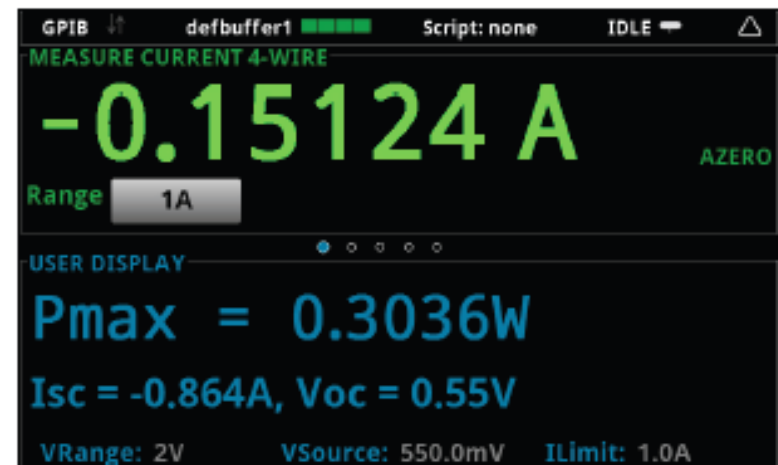 GPIB defbuffer1 Script: none IDLE
MEASURE CURRENT 4-WIRE
-0.15124 A
AZERO
Range 1A
USER DISPLAY
Pmax = 0.3036W
Isc = -0.864A, Voc = 0.55V
VRange: 2V VSource: 550.0mV ILimit: 1.0A